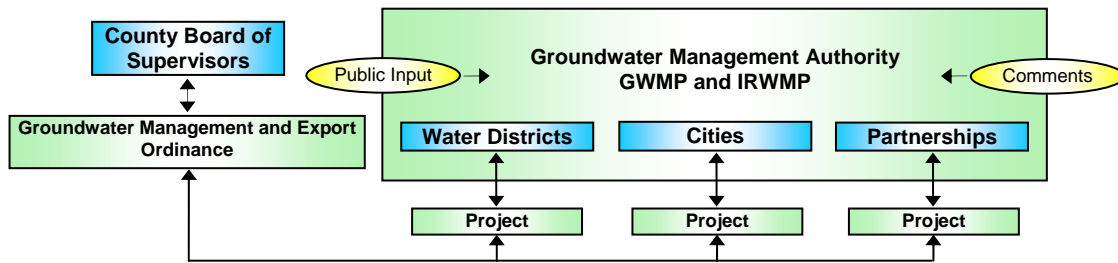 County Board of
Supervisors
Groundwater Management and Export
Ordinance
Public Input
Groundwater Management Authority
GWMP and IRWMP
Comments
Water Districts
Cities
Partnerships
Project
Project
Project